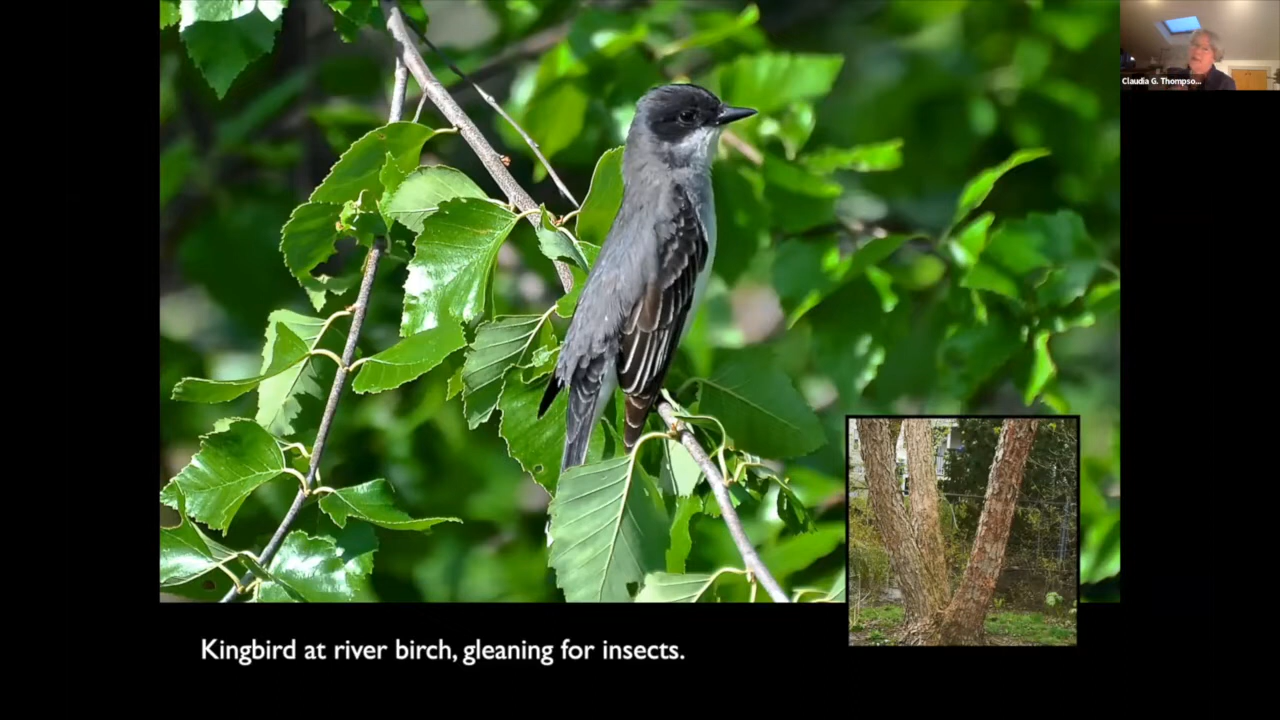 Claudia G. Thompso...
Kingbird at river birch, gleaning for insects.